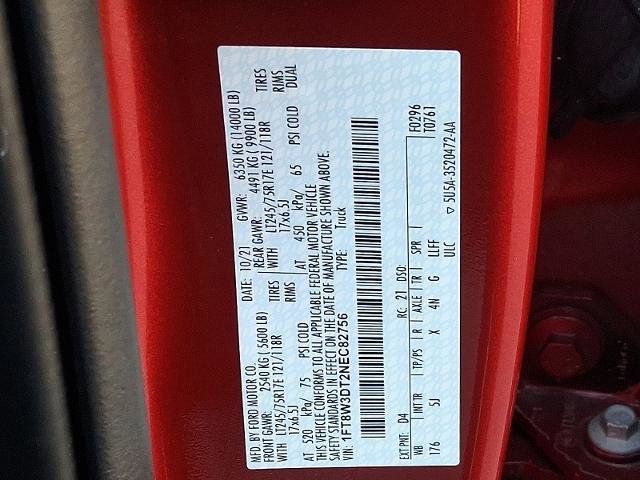 MFD. BY FORD MOTOR CO.
DATE: 10/21 GVWR: 6350 KG (14000 LB)
FRONT GAWR: 2540 KG (5600 LB) REAR GAWR: 4491 KG (9900 LB)
WITH LT245/75R17E 121/118R TIRES WITH LT245/75R17E 121/118R TIRES
17x6.5J RIMS 17x6.5J RIMS
AT 520 kPa/ 75 PSI COLD AT 450 kPa/ 65 PSI COLD DUAL
THIS VEHICLE CONFORMS TO ALL APPLICABLE FEDERAL MOTOR VEHICLE
SAFETY STANDARDS IN EFFECT ON THE DATE OF MANUFACTURE SHOWN ABOVE.
VIN: 1FT8W3DT2NEC82756 TYPE: Truck
F0296
T0761
EXT PNT: D4 RC: 21 DSO:
WB INT TR TP/PS R AXLE TR SPR
176 5J X 4N G LLFF
ULC ▽ 5U5A-3520472-AA